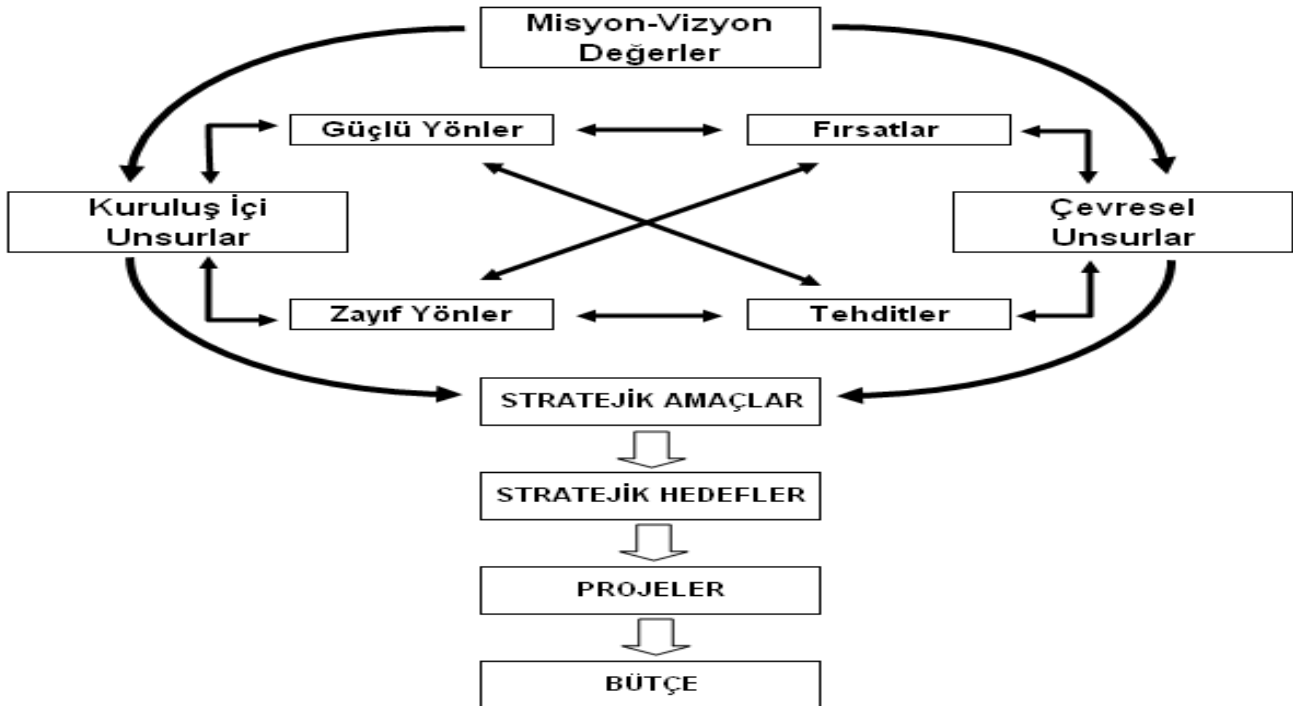 Misyon-Vizyon
Değerler
Güçlü Yönler
Fırsatlar
Kuruluş İçi
Unsurlar
Çevresel
Unsurlar
Zayıf Yönler
Tehditler
STRATEJİK AMAÇLAR
STRATEJİK HEDEFLER
PROJELER
BÜTÇE